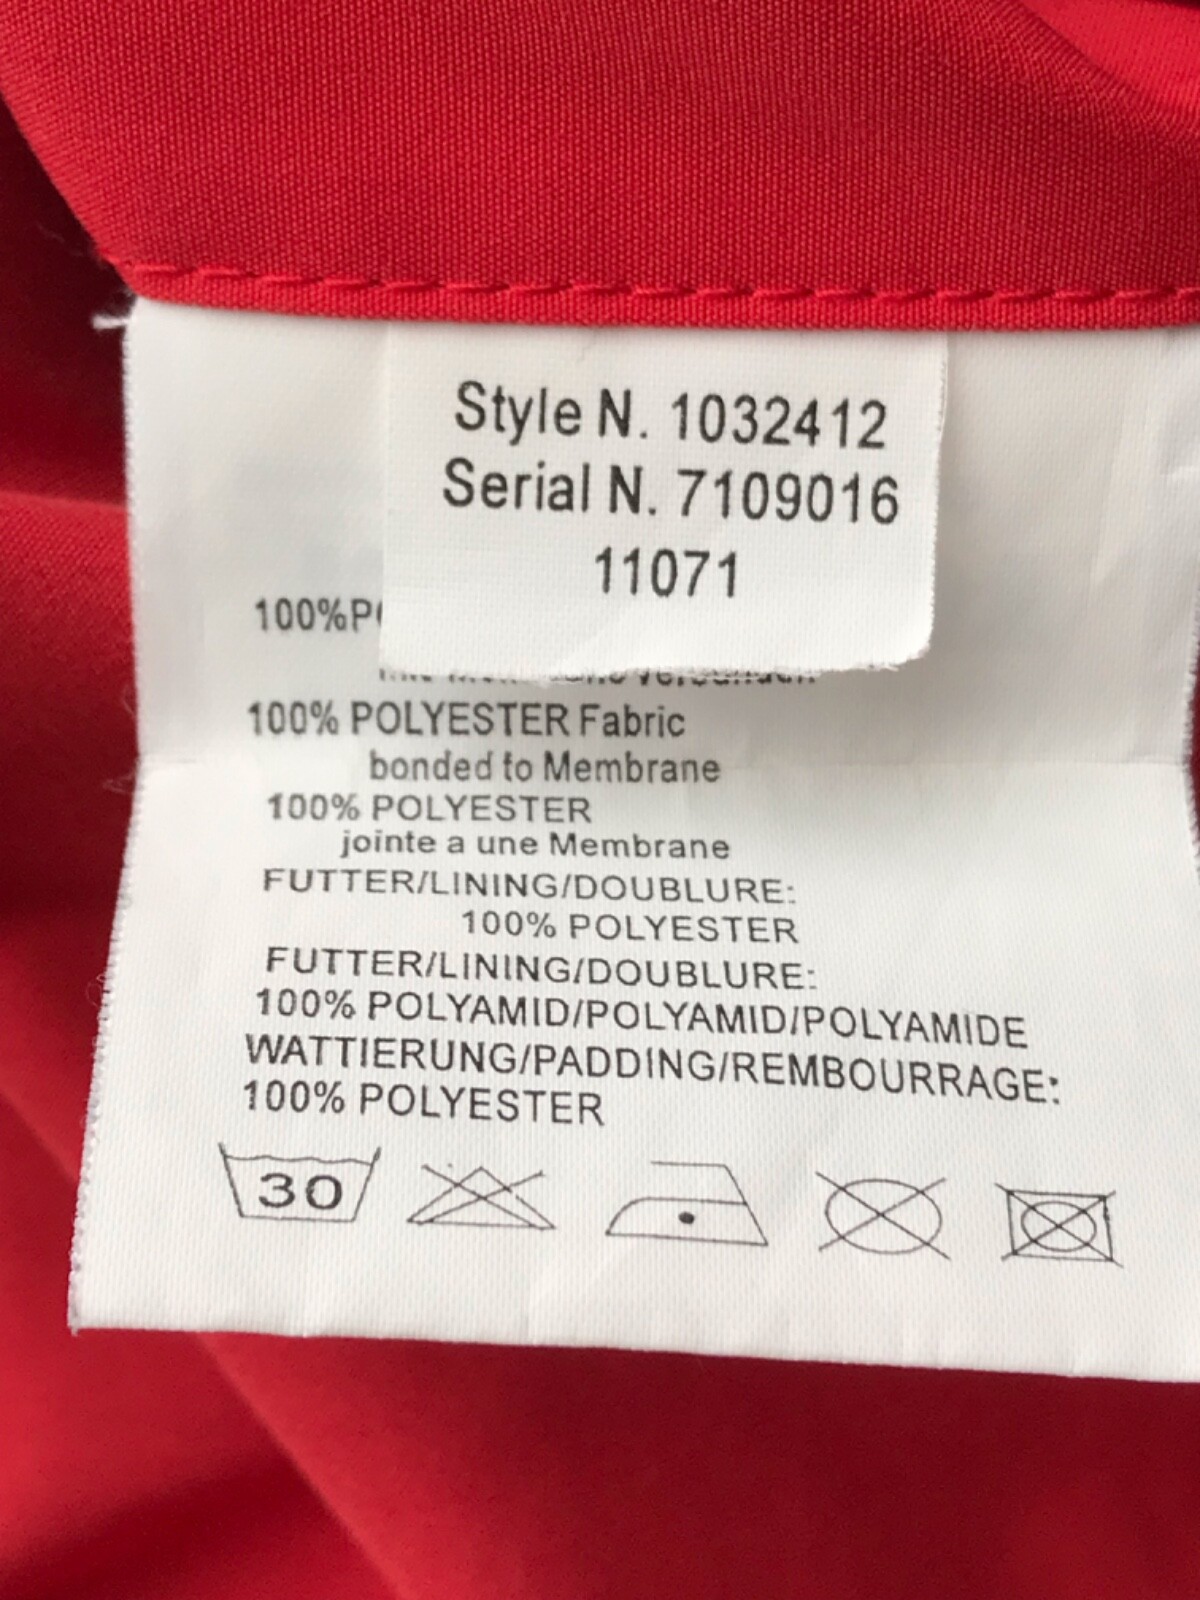 Style N. 1032412
Serial N. 7109016
11071
100%
100% POLYESTER Fabric
bonded to Membrane
100% POLYESTER
jointe a une Membrane
FUTTER/LINING/DOUBLURE:
100% POLYESTER
FUTTER/LINING/DOUBLURE:
100% POLYAMID/POLYAMID/POLYAMIDE
WATTIERUNG/PADDING/REMBOURRAGE:
100% POLYESTER
30